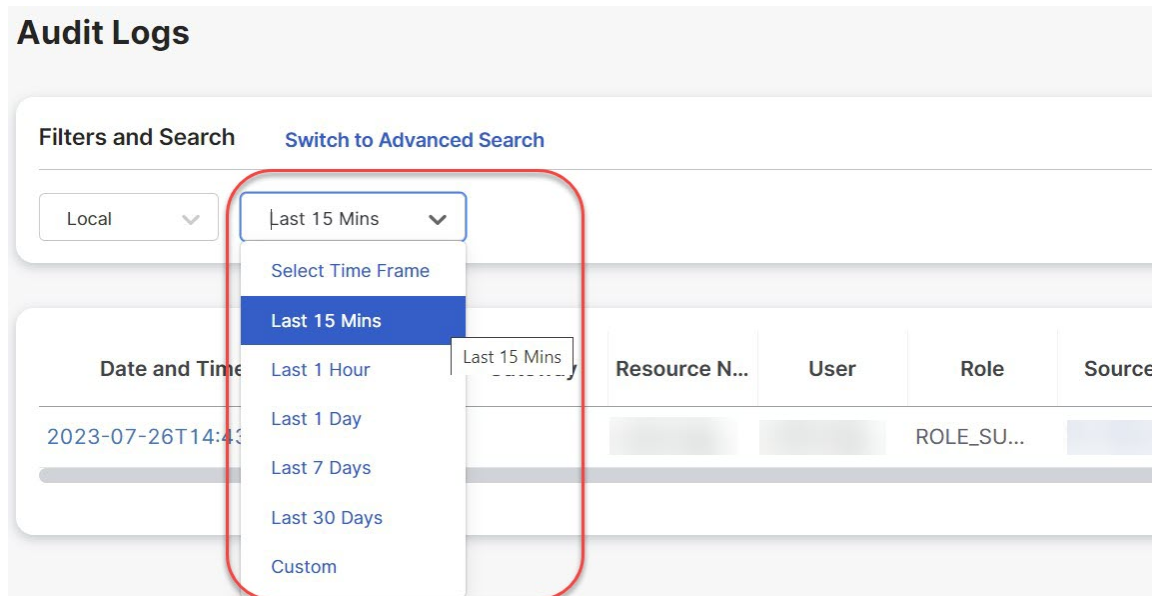 Audit Logs
Filters and Search Switch to Advanced Search
Local Last 15 Mins
Select Time Frame
Last 15 Mins
Last 15 Mins
Date and Time Last 1 Hour Resource N... User Role Source
Last 1 Day
2023-07-26T14:43 ROLE_SU...
Last 7 Days
Last 30 Days
Custom